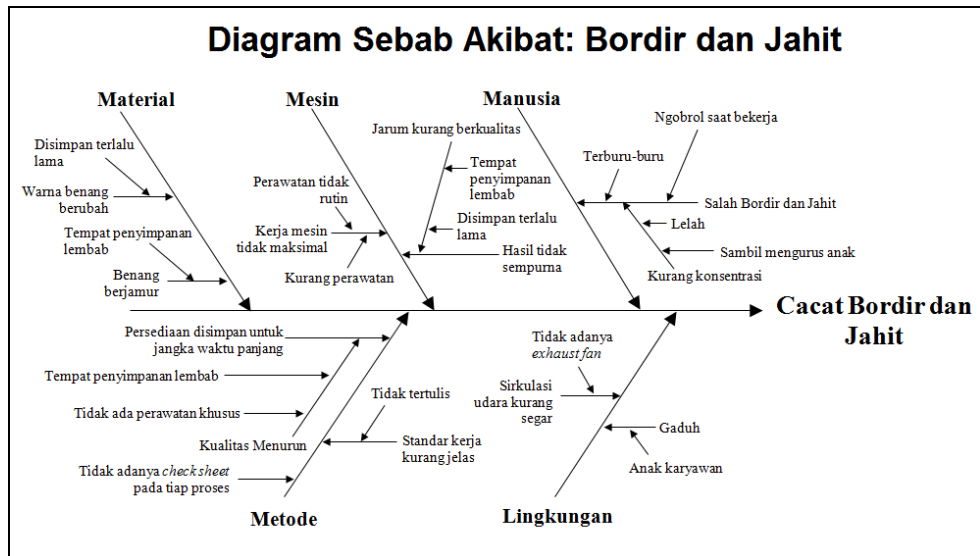 Diagram Sebab Akibat: Bordir dan Jahit
Material
Mesin
Manusia
Disimpan terlalu
lama
Warna benang
berubah
Tempat penyimpanan
lembab
Benang
berjamur
Perawatan tidak
rutin
Kerja mesin
tidak maksimal
Kurang perawatan
Jarum kurang berkualitas
Tempat
penyimpanan
lembab
Disimpan terlalu
lama
Hasil tidak
sempurna
Ngobrol saat bekerja
Terburu-buru
Salah Bordir dan Jahit
Lelah
Sambil mengurus anak
Kurang konsentrasi
Cacat Bordir dan
Jahit
Persediaan disimpan untuk
jangka waktu panjang
Tempat penyimpanan lembab
Tidak ada perawatan khusus
Kualitas Menurun
Tidak adanya check sheet
pada tiap proses
Tidak tertulis
Standar kerja
kurang jelas
Tidak adanya
exhaust fan
Sirkulasi
udara kurang
segar
Gaduh
Anak karyawan
Metode
Lingkungan